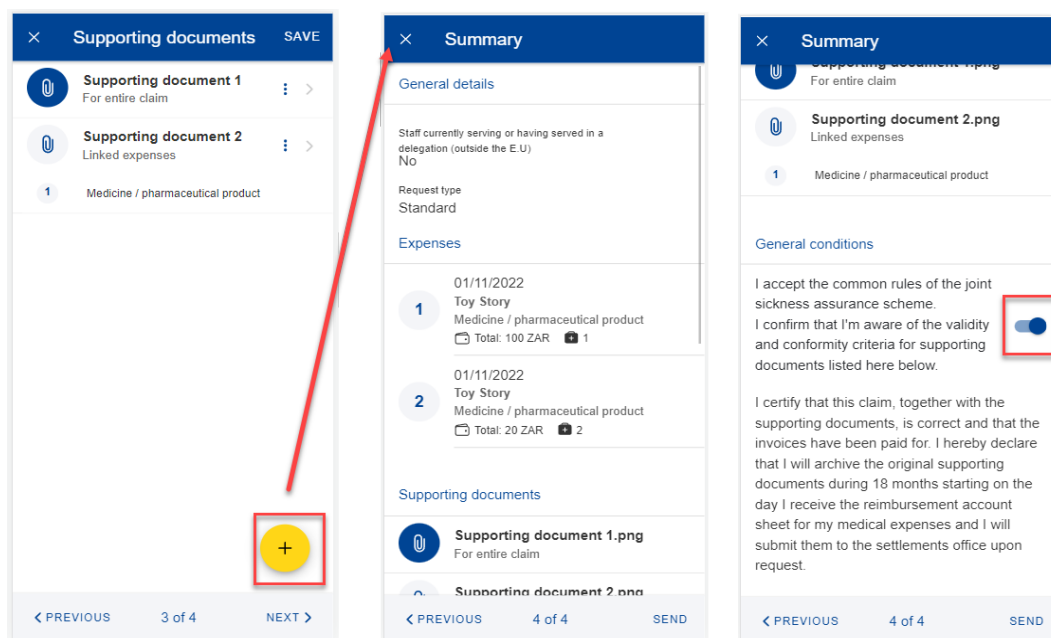 Supporting documents SAVE
Supporting document 1
For entire claim
Supporting document 2
Linked expenses
1 Medicine / pharmaceutical product
+
PREVIOUS 3 of 4 NEXT
Summary
General details
Staff currently serving or having served in a
delegation (outside the E.U)
No
Request type
Standard
Expenses
01/11/2022
1 Toy Story
Medicine / pharmaceutical product
Total: 100 ZAR 1
01/11/2022
2 Toy Story
Medicine / pharmaceutical product
Total: 20 ZAR 2
Supporting documents
Supporting document 1.png
For entire claim
Supporting document 2.png
PREVIOUS 4 of 4 SEND
Summary
Supporting document 1.png
For entire claim
Supporting document 2.png
Linked expenses
1 Medicine / pharmaceutical product
General conditions
I accept the common rules of the joint
sickness assurance scheme.
I confirm that I'm aware of the validity
and conformity criteria for supporting
documents listed here below.
I certify that this claim, together with the
supporting documents, is correct and that the
invoices have been paid for. I hereby declare
that I will archive the original supporting
documents during 18 months starting on the
day I receive the reimbursement account
sheet for my medical expenses and I will
submit them to the settlements office upon
request.
PREVIOUS 4 of 4 SEND